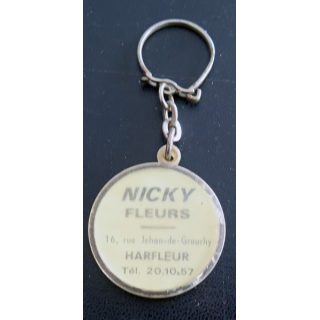 NICKY
FLEURS
16, rue Jehan-de-Grouchy
HARFLEUR
Tél. 20.10.57